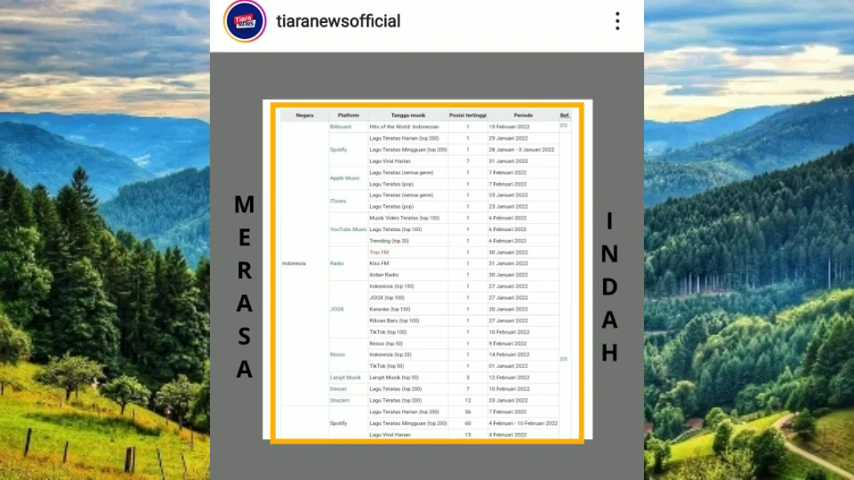 Tiara
NEWS
tiaranewsofficial
MERASA
INDAH
Negara Platform Tangga musik Posisi tertinggi Periode Ref.
Billboard Hits of the World: Indonesian 1 19 Februari 2022
Lagu Teratas Harian (top 200) 1 29 Januari 2022
Spotify Lagu Teratas Mingguan (top 200) 1 28 Januari - 3 Januari 2022
Lagu Viral Harian 7 31 Januari 2022
Apple Music Lagu Teratas (semua genre) 1 7 Februari 2022
Lagu Teratas (pop) 1 7 Februari 2022
iTunes Lagu Teratas (semua genre) 1 23 Januari 2022
Lagu Teratas (pop) 1 23 Januari 2022
Musik Video Teratas (top 100) 1 6 Februari 2022
YouTube Music Lagu Teratas (top 100) 1 6 Februari 2022
Trending (top 20) 1 6 Februari 2022
Trax FM 1 30 Januari 2022
Indonesia Radio Kiss FM 1 31 Januari 2022
Ardan Radio 1 30 Januari 2022
Indonesia (top 100) 1 27 Januari 2022
JOOX (top 100) 1 27 Januari 2022
JOOX Karaoke (top 100) 1 20 Januari 2022
Rilisan Baru (top 100) 1 27 Januari 2022
TikTok (top 100) 1 10 Februari 2022
Resso (top 50) 1 9 Februari 2022
Resso Indonesia (top 20) 1 14 Februari 2022
TikTok (top 50) 1 01 Januari 2022
Langit Musik Langit Musik (top 50) 3 12 Februari 2022
Deezer Lagu Teratas (top 200) 7 10 Februari 2022
Shazam Lagu Teratas (top 200) 12 23 Januari 2022
Lagu Teratas Harian (top 200) 56 7 Februari 2022
Spotify Lagu Teratas Mingguan (top 200) 60 4 Februari - 10 Februari 2022
Lagu Viral Harian 13 4 Februari 2022